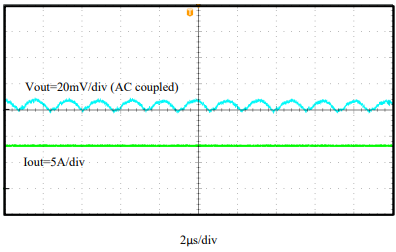 T
Vout=20mV/div (AC coupled)
Iout=5A/div
2μs/div